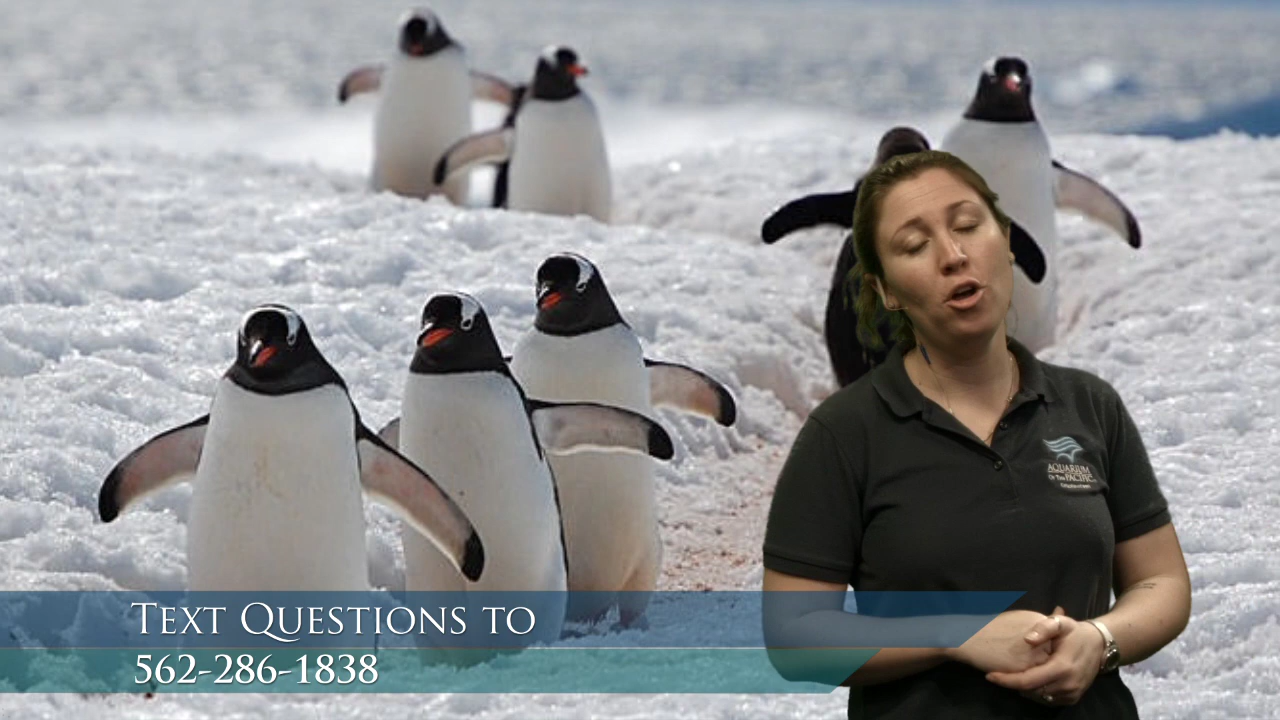 AQUARIUM
OF THE PACIFIC
TEXT QUESTIONS TO
562-286-1838